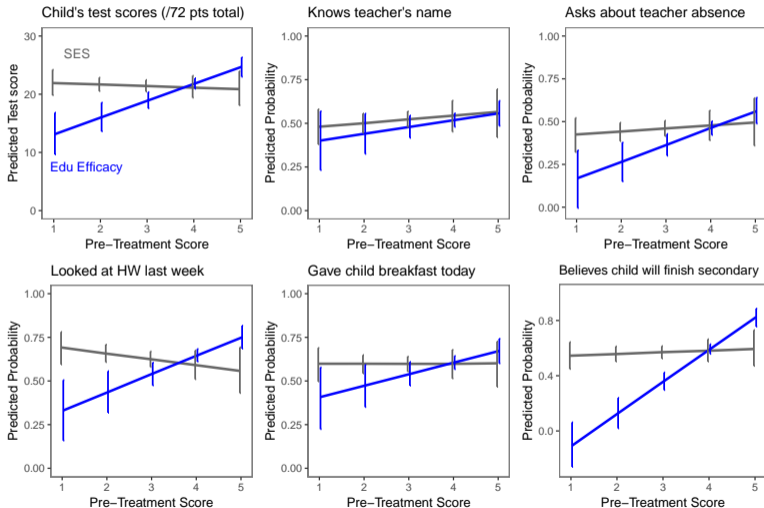 Child's test scores (/72 pts total)
Predicted Test score
30
20
10
0
SES
Edu Efficacy
1 2 3 4 5
Pre−Treatment Score
Knows teacher's name
Predicted Probability
1.00
0.75
0.50
0.25
0.00
1 2 3 4 5
Pre−Treatment Score
Asks about teacher absence
Predicted Probability
1.00
0.75
0.50
0.25
0.00
1 2 3 4 5
Pre−Treatment Score
Looked at HW last week
Predicted Probability
1.00
0.75
0.50
0.25
0.00
1 2 3 4 5
Pre−Treatment Score
Gave child breakfast today
Predicted Probability
1.00
0.75
0.50
0.25
0.00
1 2 3 4 5
Pre−Treatment Score
Believes child will finish secondary
Predicted Probability
0.8
0.4
0.0
1 2 3 4 5
Pre−Treatment Score